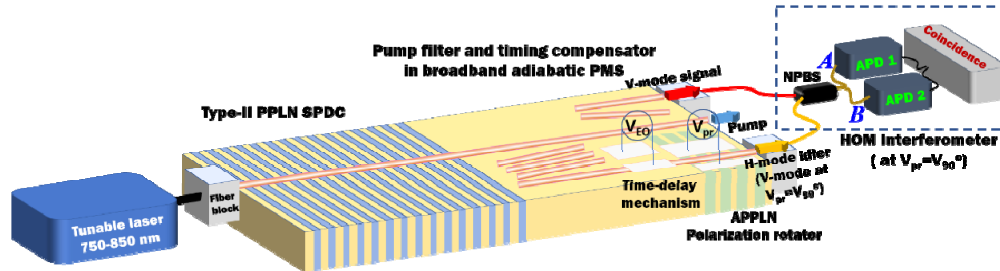 Pump filter and timing compensator
in broadband adiabatic PMS
Type-II PPLN SPDC
V-mode signal
NPBS
A
B
APD 1
APD 2
Coincidence
V_EO
V_pr
Pump
HOM Interferometer
( at V_pr=V_90°)
H-mode idler
(V-mode at
V_pr=V_90°)
Time-delay
mechanism
APPLN
Polarization rotater
Fiber
block
Tunable laser
750-850 nm